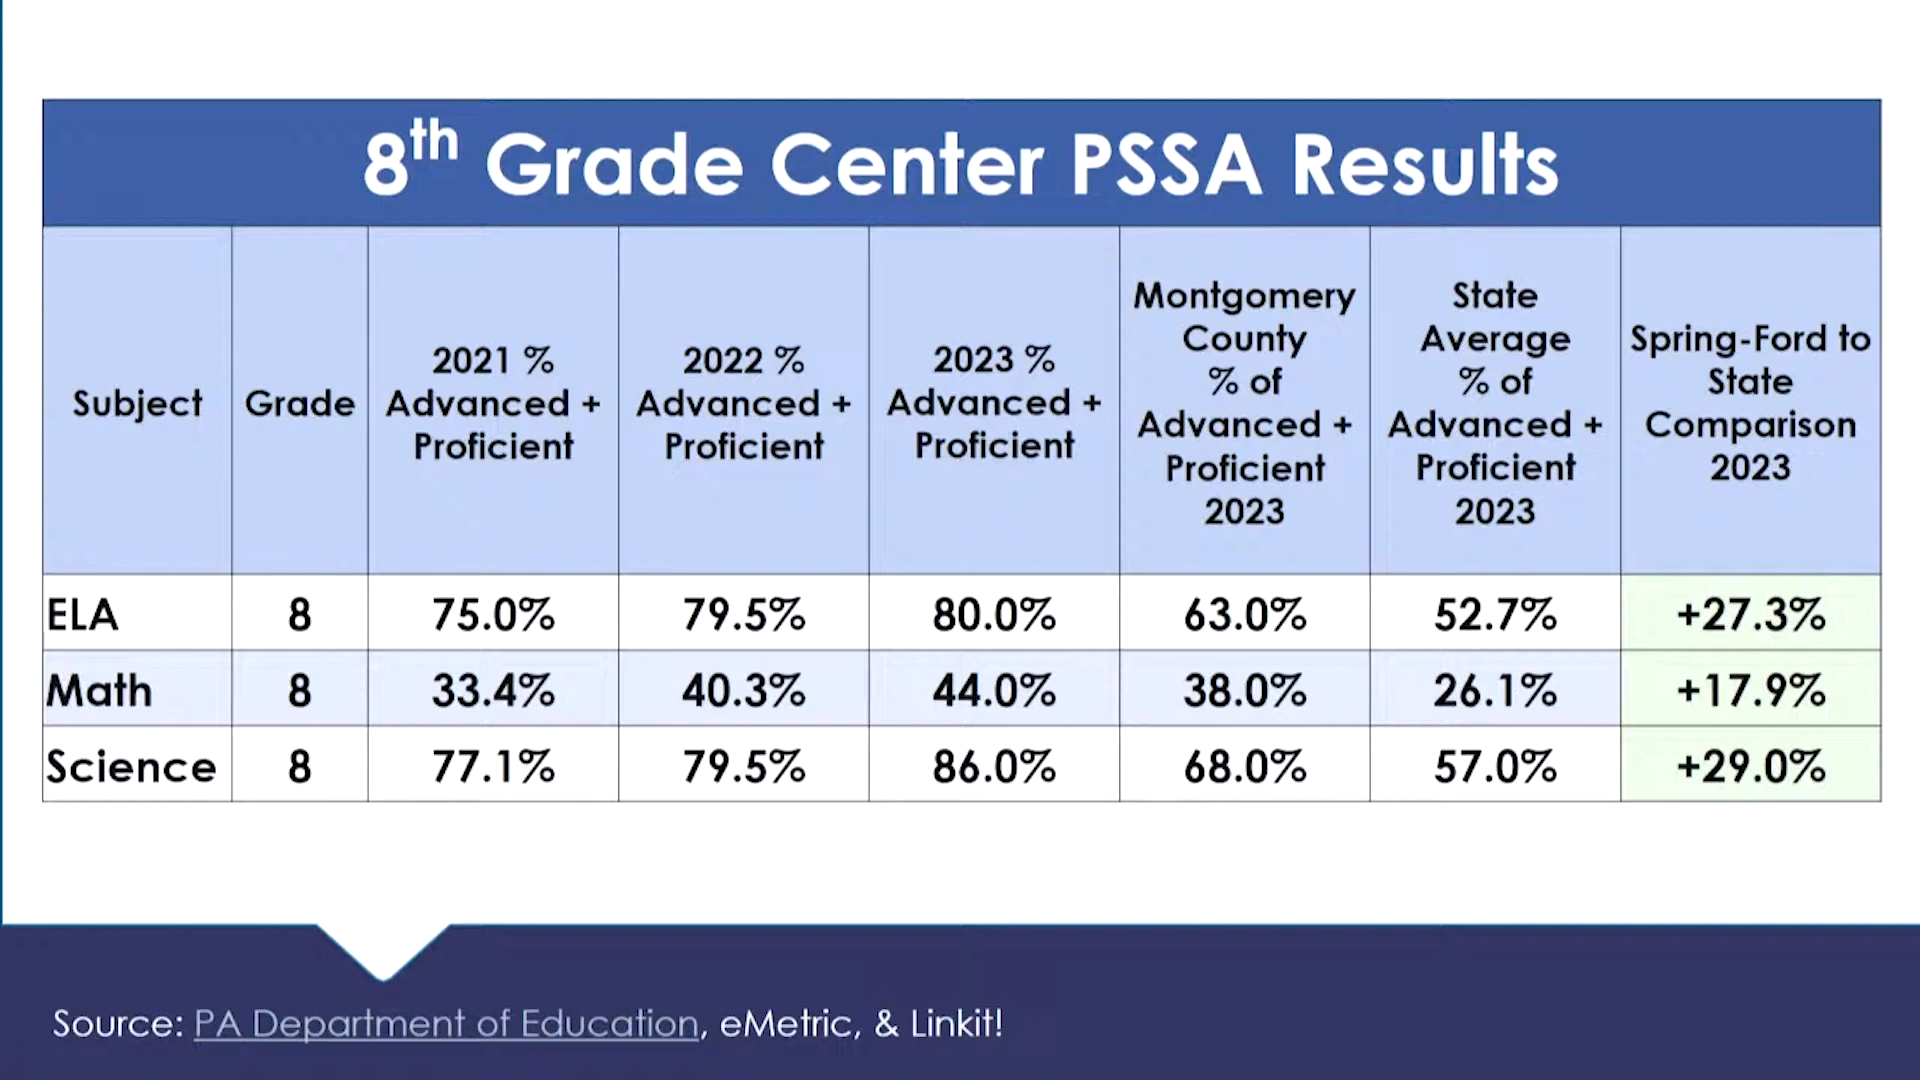 8th Grade Center PSSA Results
Subject
Grade
2021 %
Advanced +
Proficient
2022 %
Advanced +
Proficient
2023 %
Advanced +
Proficient
Montgomery
County
% of
Advanced +
Proficient
2023
State
Average
% of
Advanced +
Proficient
2023
Spring-Ford to
State
Comparison
2023
ELA 8 75.0% 79.5% 80.0% 63.0% 52.7% +27.3%
Math 8 33.4% 40.3% 44.0% 38.0% 26.1% +17.9%
Science 8 77.1% 79.5% 86.0% 68.0% 57.0% +29.0%
Source: PA Department of Education, eMetric, & Linkit!